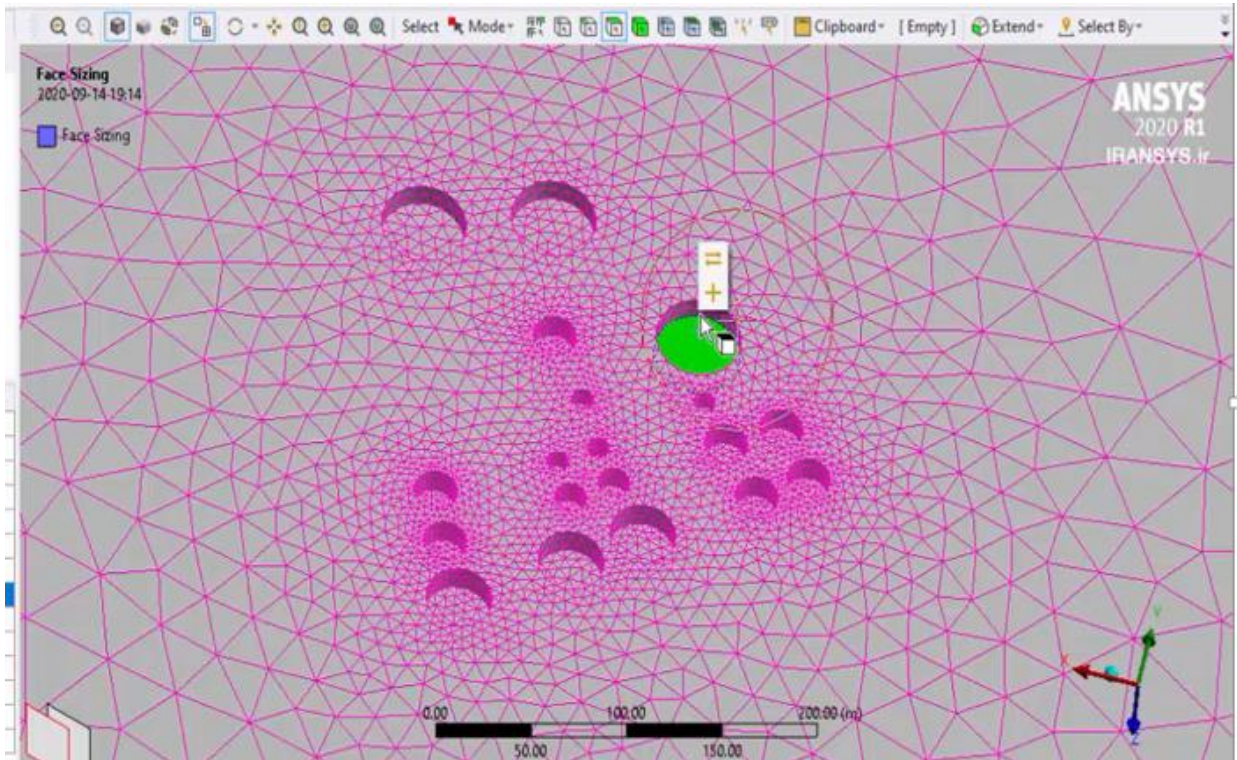 Select Mode Clipboard [ Empty ] Extend Select By
Face Sizing
2020-09-14-19:14
Face Sizing
ANSYS
2020 R1
IRANSYS.ir
0.00 100.00 200.00 (m)
50.00 150.00
X
Y
Z